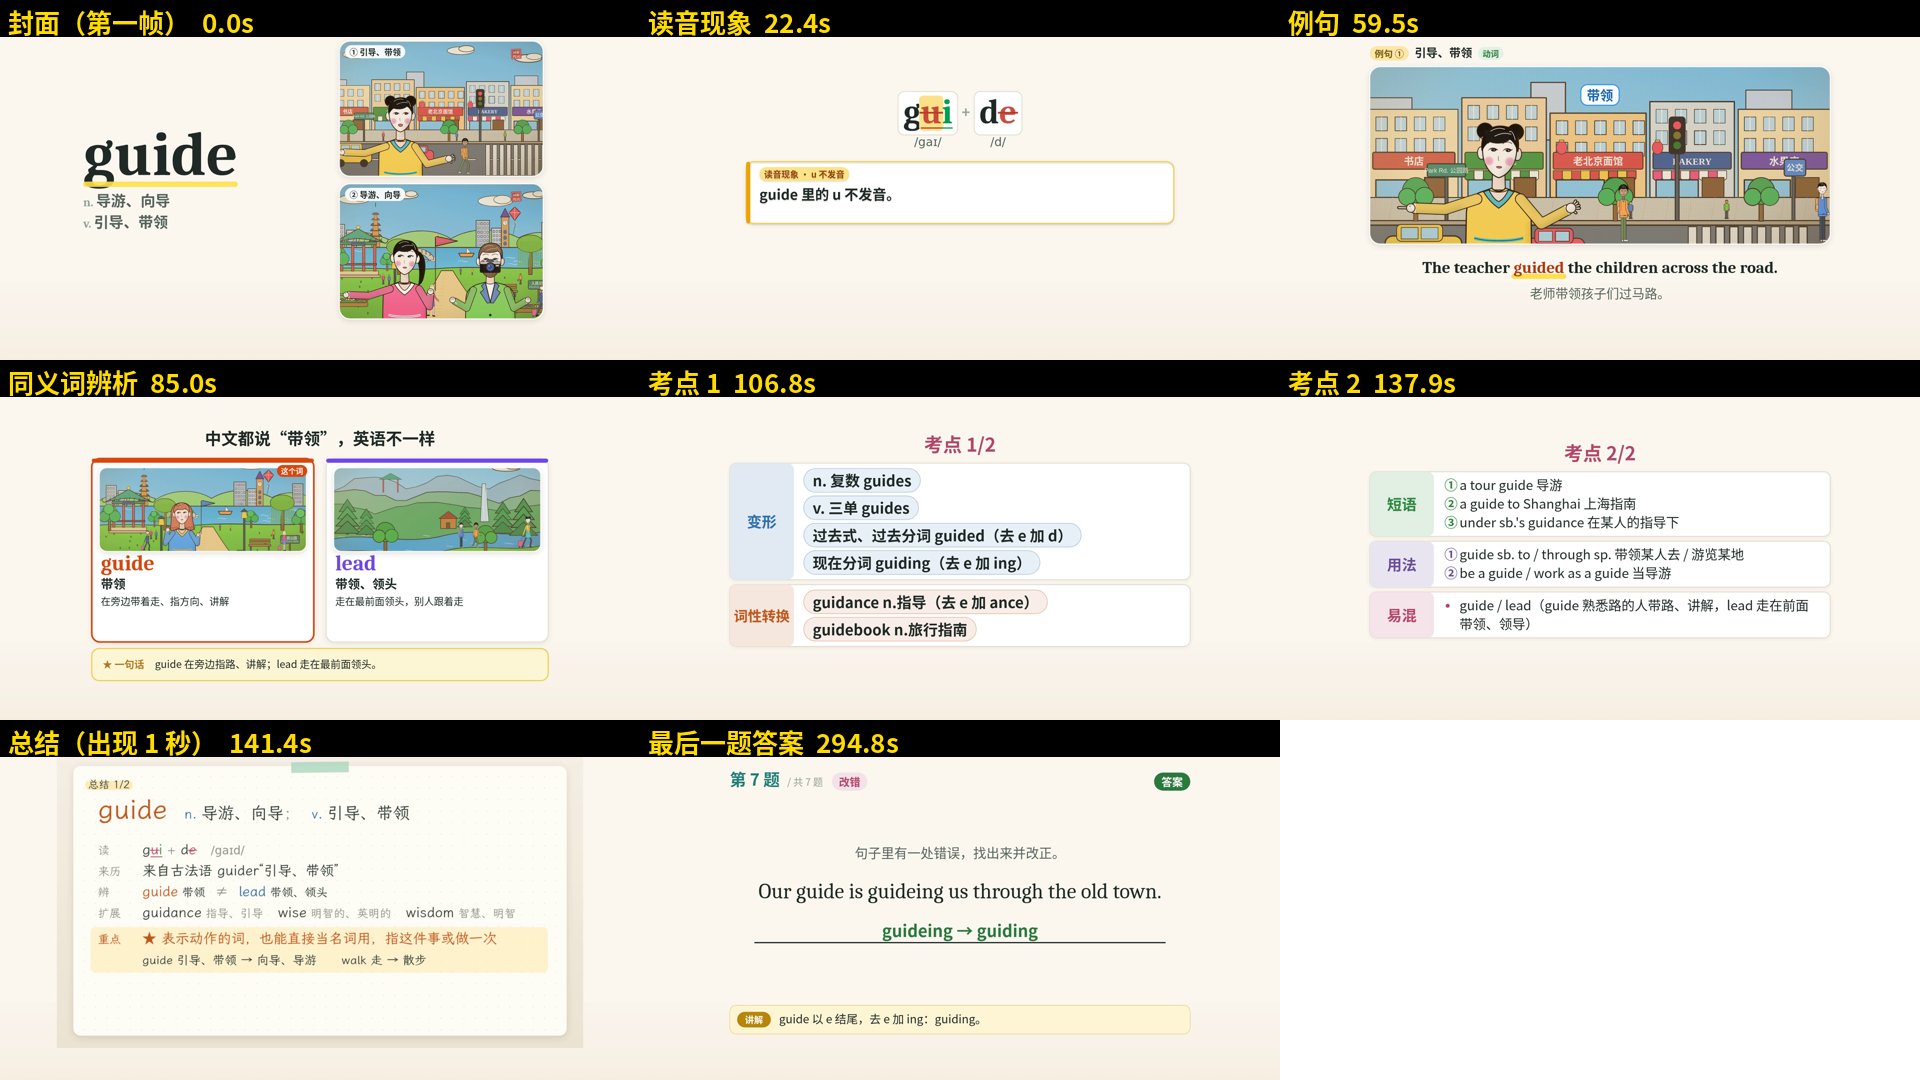 封面（第一帧） 0.0s
guide
n. 导游、向导
v. 引导、带领
① 引导、带领
书店
老北京面馆
② 导游、向导
读音现象 22.4s
gui + de
/gaɪ/ /d/
读音现象 · u 不发音
guide 里的 u 不发音。
例句 59.5s
例句 ① 引导、带领 动词
带领
书店
Park Rd. 公园路
老北京面馆
BAKERY
公交
The teacher guided the children across the road.
老师带领孩子们过马路。
同义词辨析 85.0s
中文都说“带领”，英语不一样
这个词
guide
带领
在旁边带着走、指方向、讲解
lead
带领、领头
走在最前面领头，别人跟着走
★ 一句话 guide 在旁边指路、讲解；lead 走在最前面领头。
考点 1 106.8s
考点 1/2
变形
n. 复数 guides
v. 三单 guides
过去式、过去分词 guided（去 e 加 d）
现在分词 guiding（去 e 加 ing）
词性转换
guidance n.指导（去 e 加 ance）
guidebook n.旅行指南
考点 2 137.9s
考点 2/2
短语
① a tour guide 导游
② a guide to Shanghai 上海指南
③ under sb.'s guidance 在某人的指导下
用法
① guide sb. to / through sp. 带领某人去 / 游览某地
② be a guide / work as a guide 当导游
易混
• guide / lead（guide 熟悉路的人带路、讲解，lead 走在前面
带领、领导）
总结（出现 1 秒） 141.4s
总结 1/2
guide n. 导游、向导； v. 引导、带领
读 gui + de /gaɪd/
来历 来自古法语 guider“引导、带领”
辨 guide 带领 ≠ lead 带领、领头
扩展 guidance 指导、引导 wise 明智的、英明的 wisdom 智慧、明智
重点 ★ 表示动作的词，也能直接当名词用，指这件事或做一次
guide 引导、带领 → 向导、导游 walk 走 → 散步
最后一题答案 294.8s
第 7 题 / 共 7 题 改错
答案
句子里有一处错误，找出来并改正。
Our guide is guideing us through the old town.
guideing → guiding
讲解 guide 以 e 结尾，去 e 加 ing：guiding。